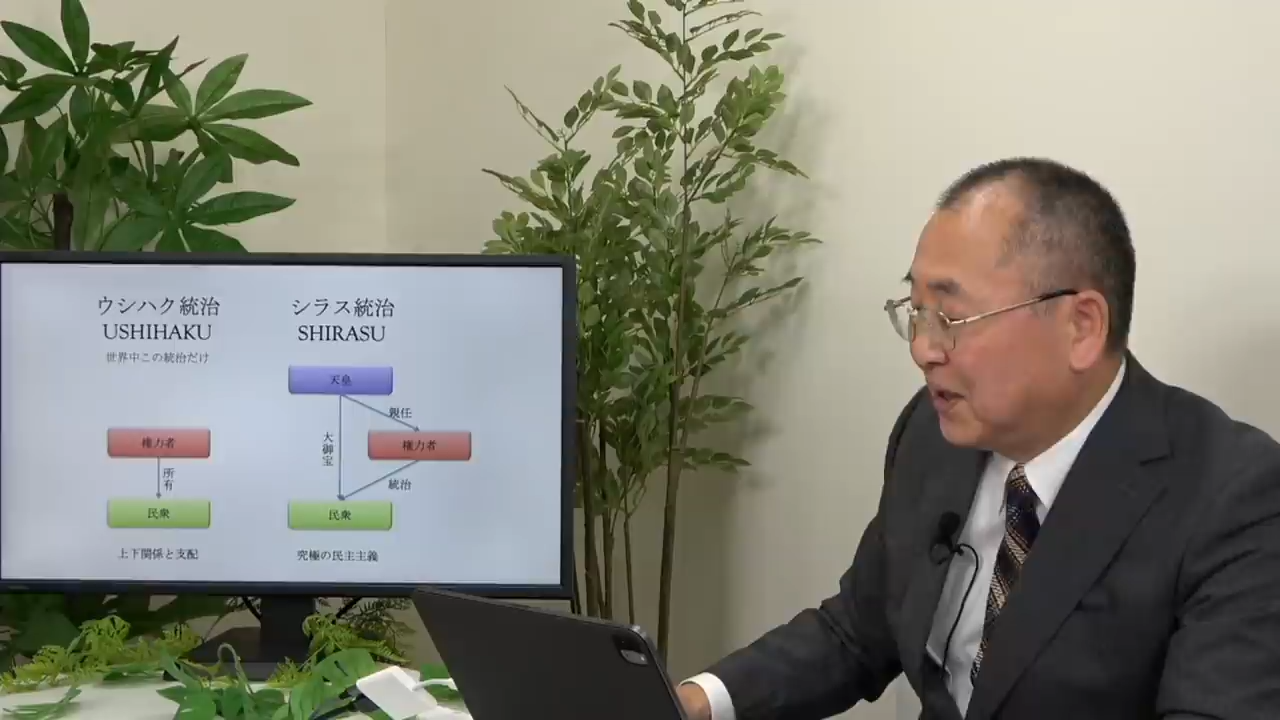 ウシハク統治
USHIHAKU
世界中この統治だけ
権力者
所有
民衆
上下関係と支配
シラス統治
SHIRASU
天皇
親任
大御宝
権力者
統治
民衆
究極の民主主義